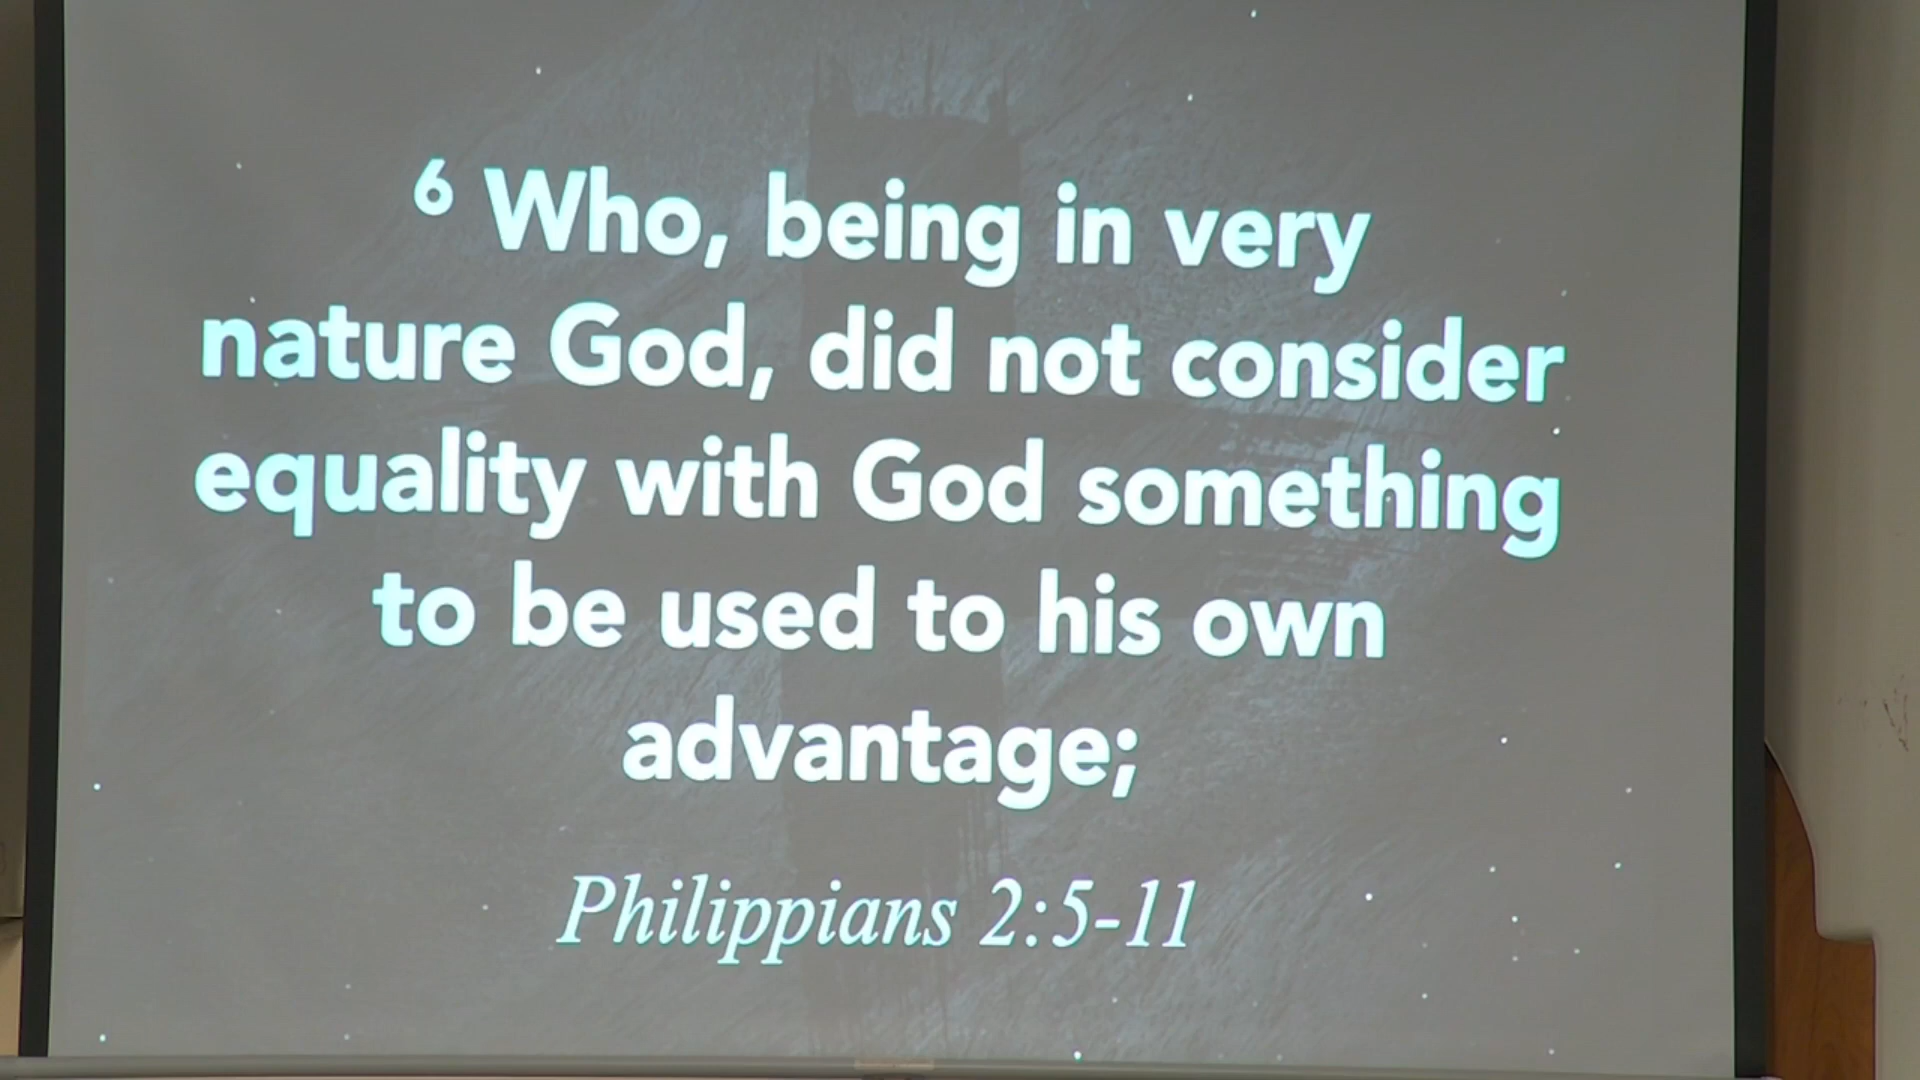 6 Who, being in very
nature God, did not consider
equality with God something
to be used to his own
advantage;
Philippians 2:5-11